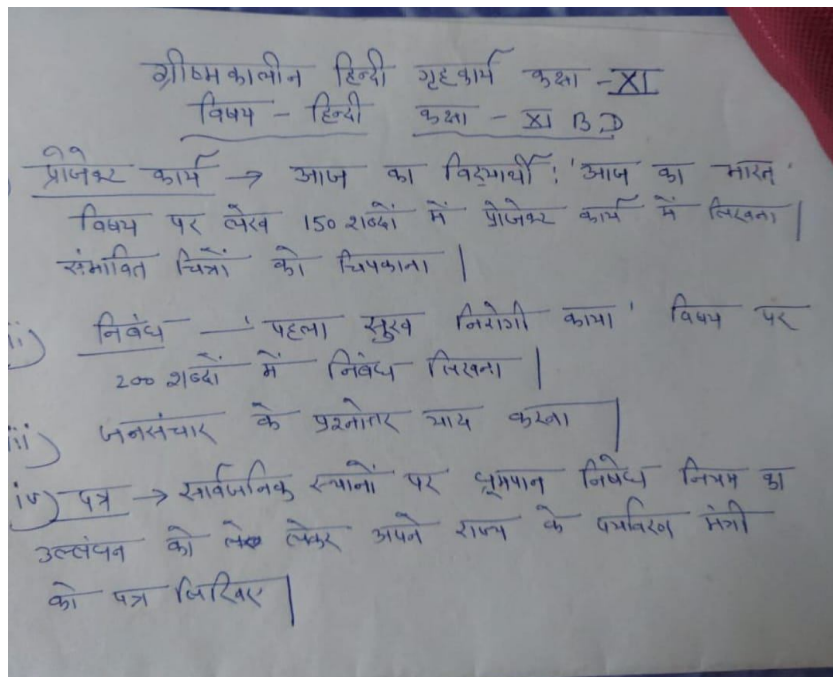 ग्रीष्मकालीन हिन्दी गृहकार्य कक्षा - XI
विषय - हिन्दी कक्षा - XI B.D
प्रोजेक्ट कार्य → आज का विद्यार्थी : 'आज का भारत'
विषय पर लेख 150 शब्दों में प्रोजेक्ट कार्य में लिखना |
संभावित चित्रों को चिपकाना |
ii) निबंध — 'पहला सुख निरोगी काया' विषय पर
200 शब्दों में निबंध लिखना |
iii) जनसंचार के प्रश्नोतर याद करना |
iv) पत्र → सार्वजनिक स्थानों पर धूम्रपान निषेध नियम का
उल्लंघन को लेकर अपने राज्य के पर्यावरण मंत्री
को पत्र लिखिए |